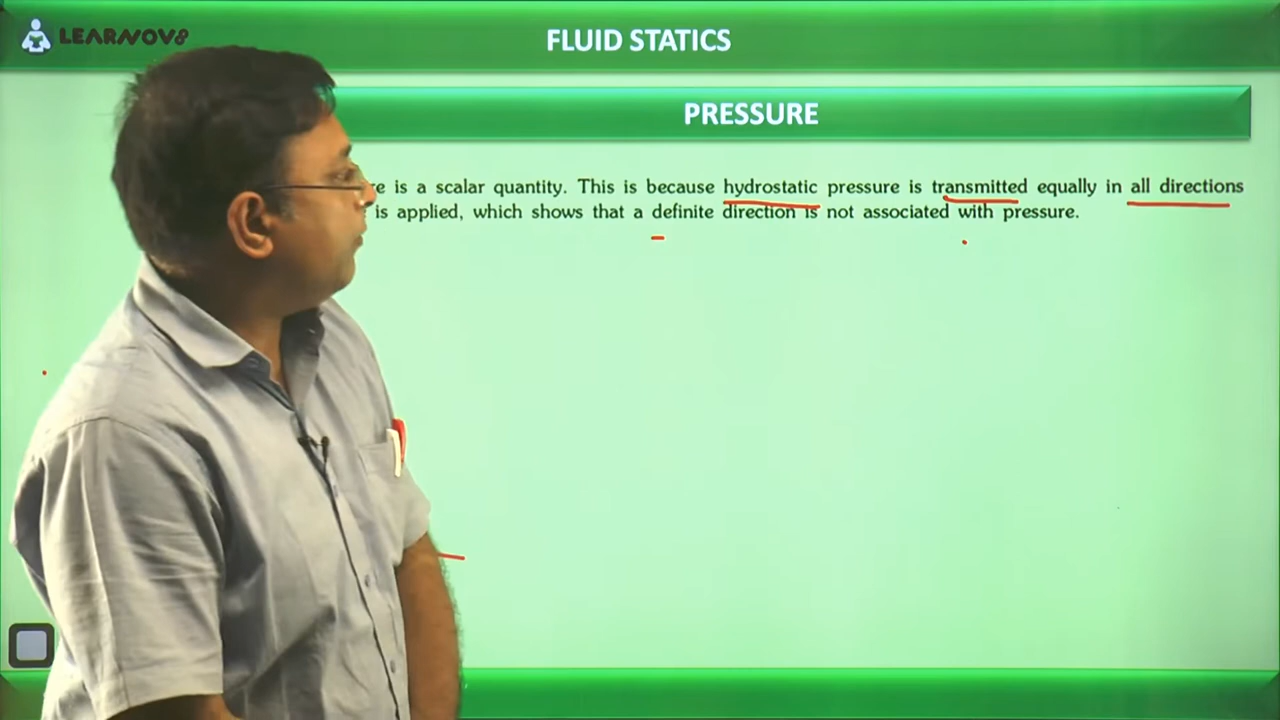 LEARNOV8
FLUID STATICS
PRESSURE
is a scalar quantity. This is because hydrostatic pressure is transmitted equally in all directions
is applied, which shows that a definite direction is not associated with pressure.